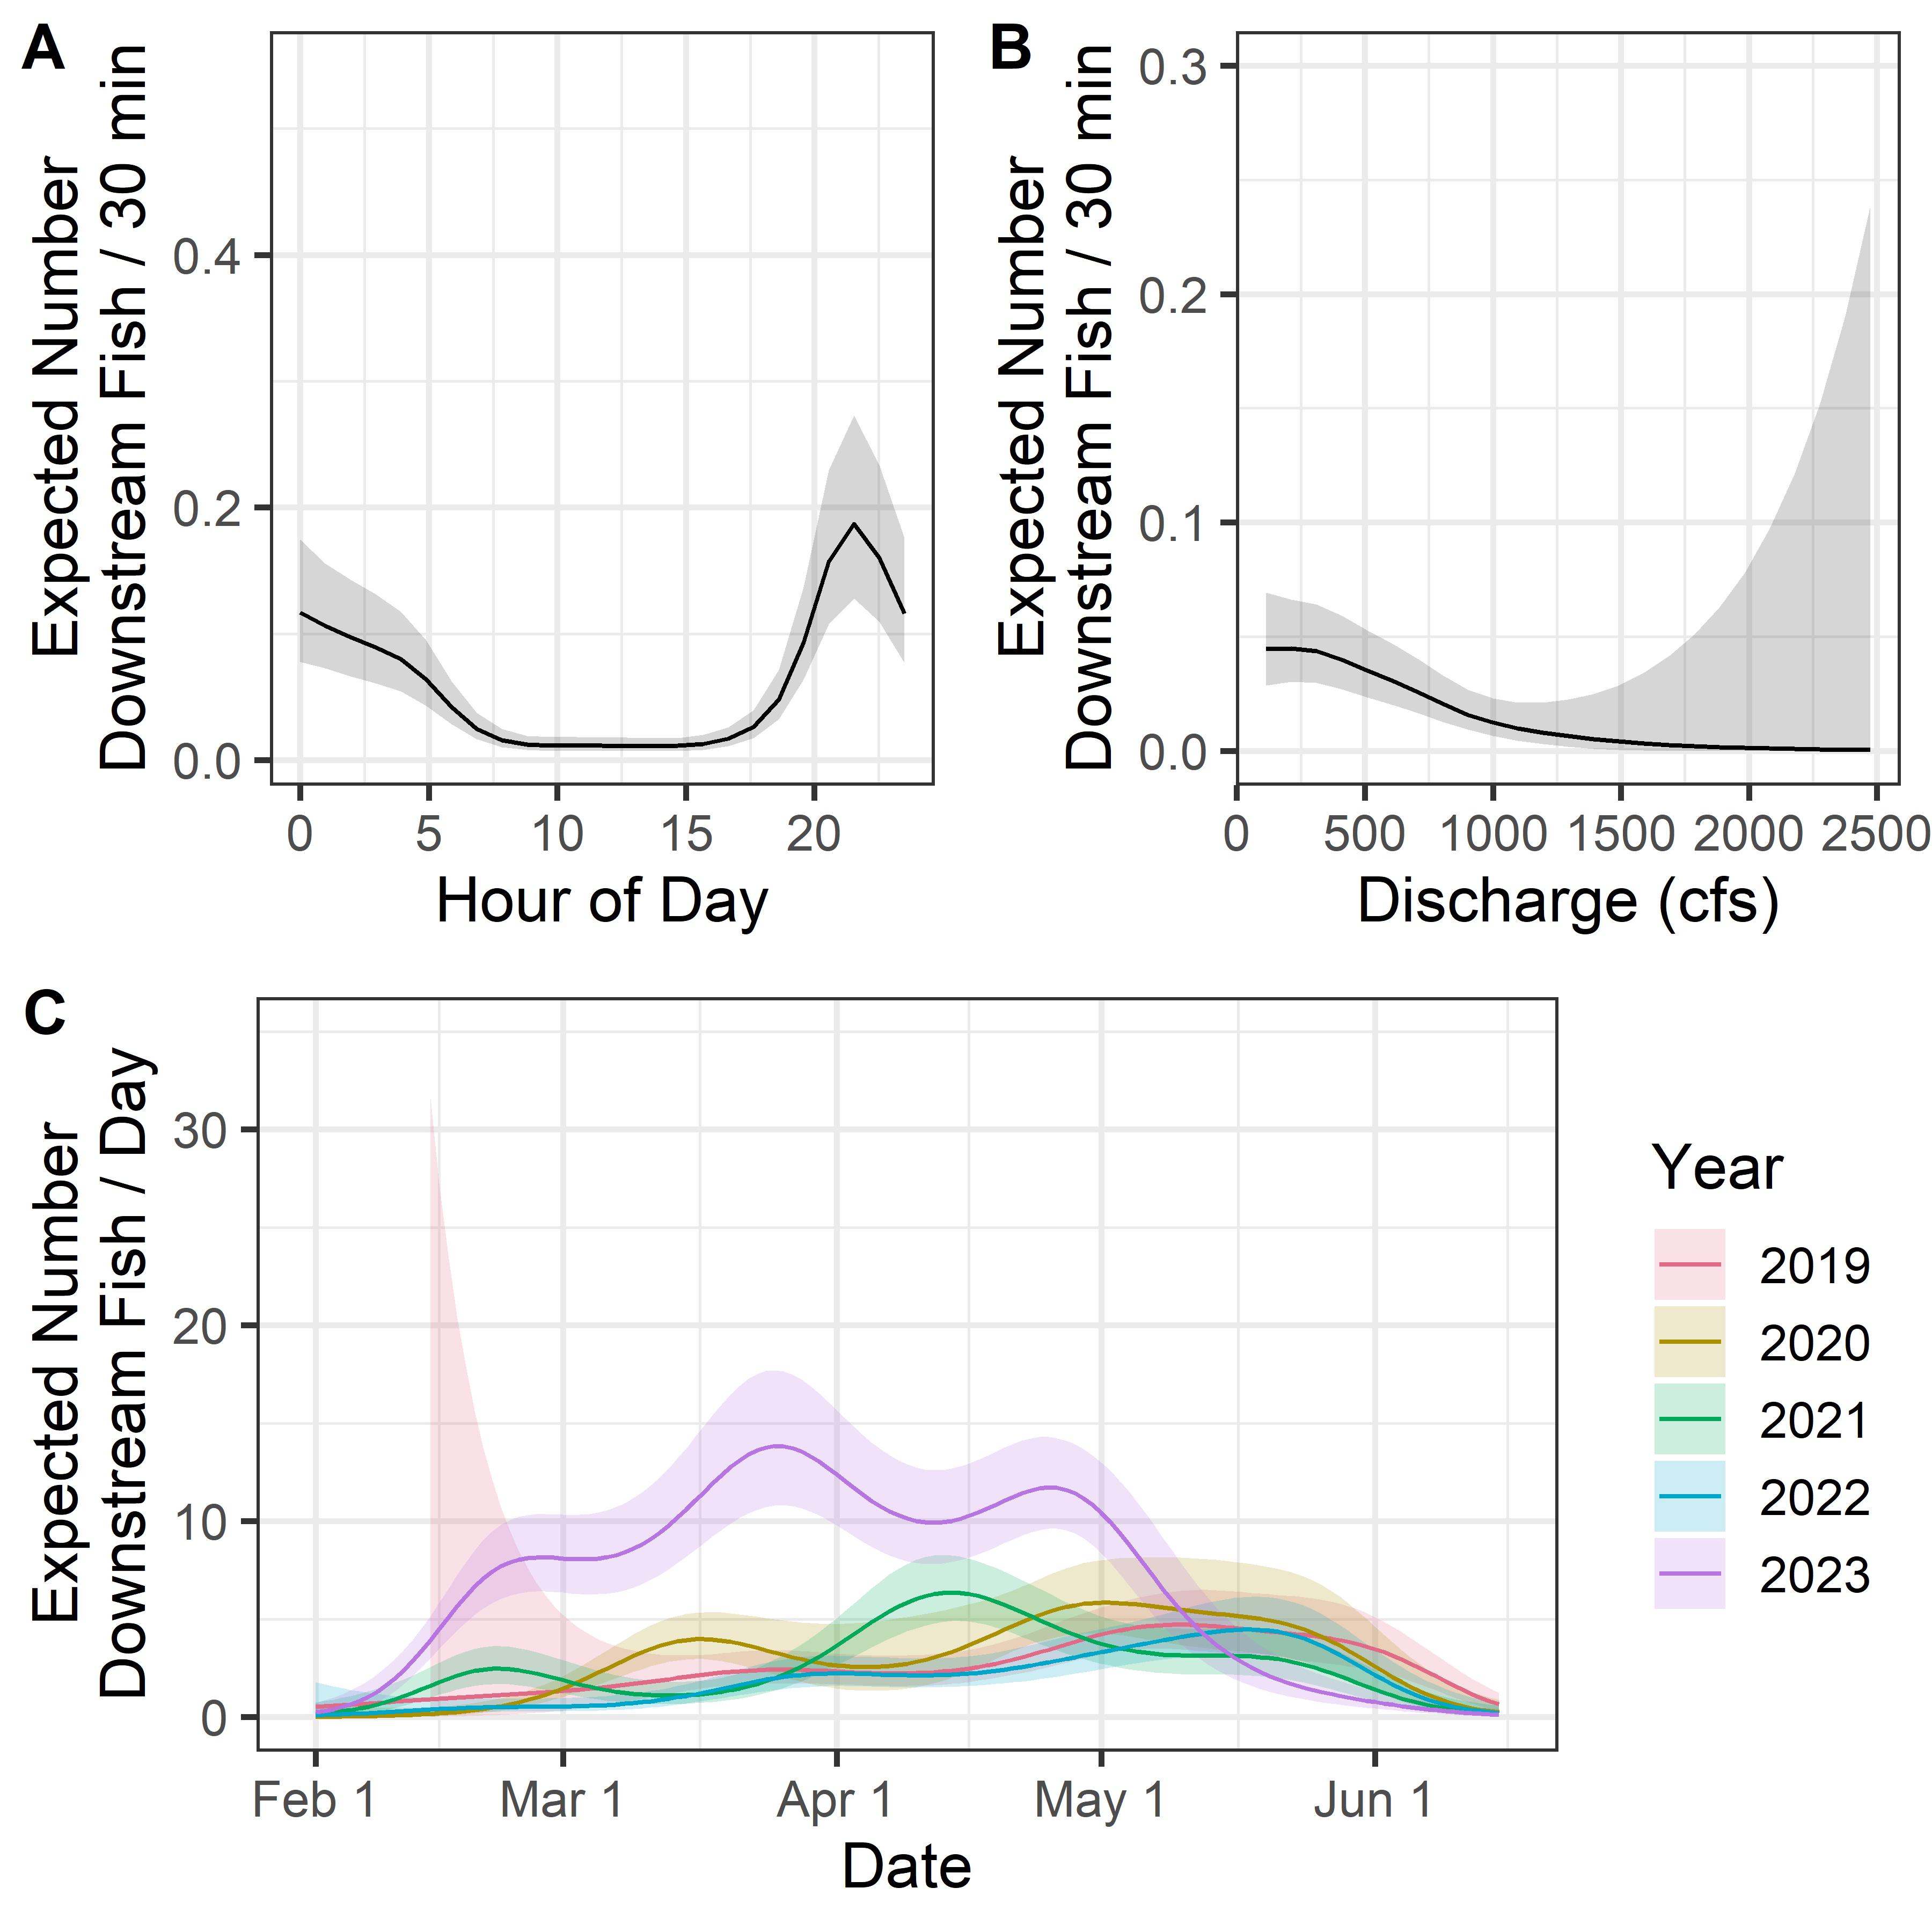 A
Expected Number
Downstream Fish / 30 min
0.4
0.2
0.0
0 5 10 15 20
Hour of Day
B
Expected Number
Downstream Fish / 30 min
0.3
0.2
0.1
0.0
0 500 1000 1500 2000 2500
Discharge (cfs)
C
Expected Number
Downstream Fish / Day
30
20
10
0
Feb 1 Mar 1 Apr 1 May 1 Jun 1
Date
Year
2019
2020
2021
2022
2023